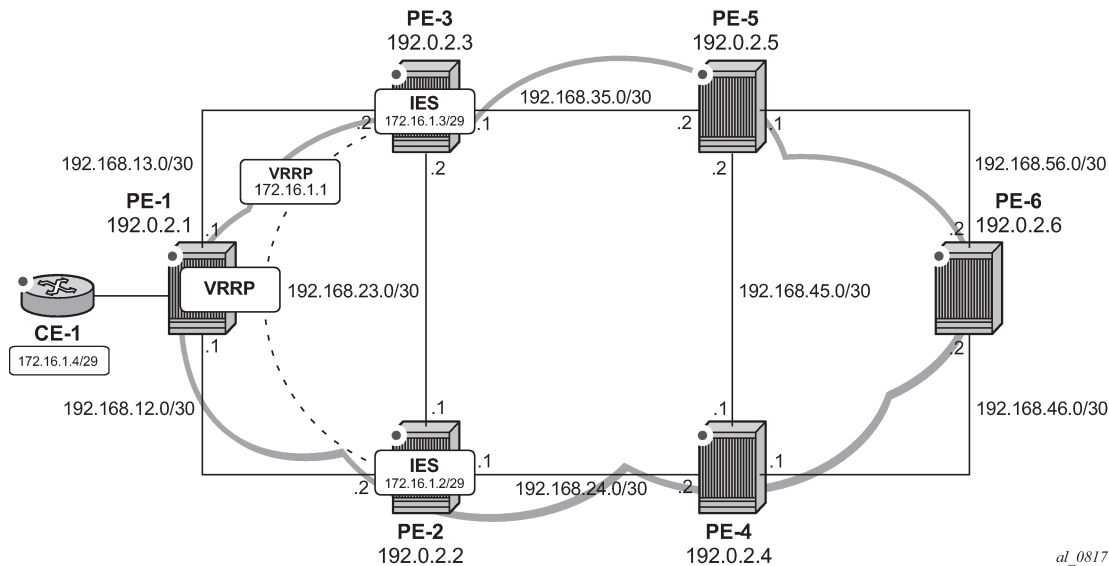 PE-3
192.0.2.3
PE-5
192.0.2.5
IES
172.16.1.3/29
.2
.1
192.168.35.0/30
.2
.1
192.168.13.0/30
.2
.2
192.168.56.0/30
VRRP
172.16.1.1
PE-1
192.0.2.1
.1
PE-6
192.0.2.6
.2
VRRP
192.168.23.0/30
192.168.45.0/30
CE-1
172.16.1.4/29
.1
.2
192.168.12.0/30
.1
.1
192.168.46.0/30
IES
172.16.1.2/29
.2
.1
192.168.24.0/30
.2
.1
PE-2
192.0.2.2
PE-4
192.0.2.4
al_0817